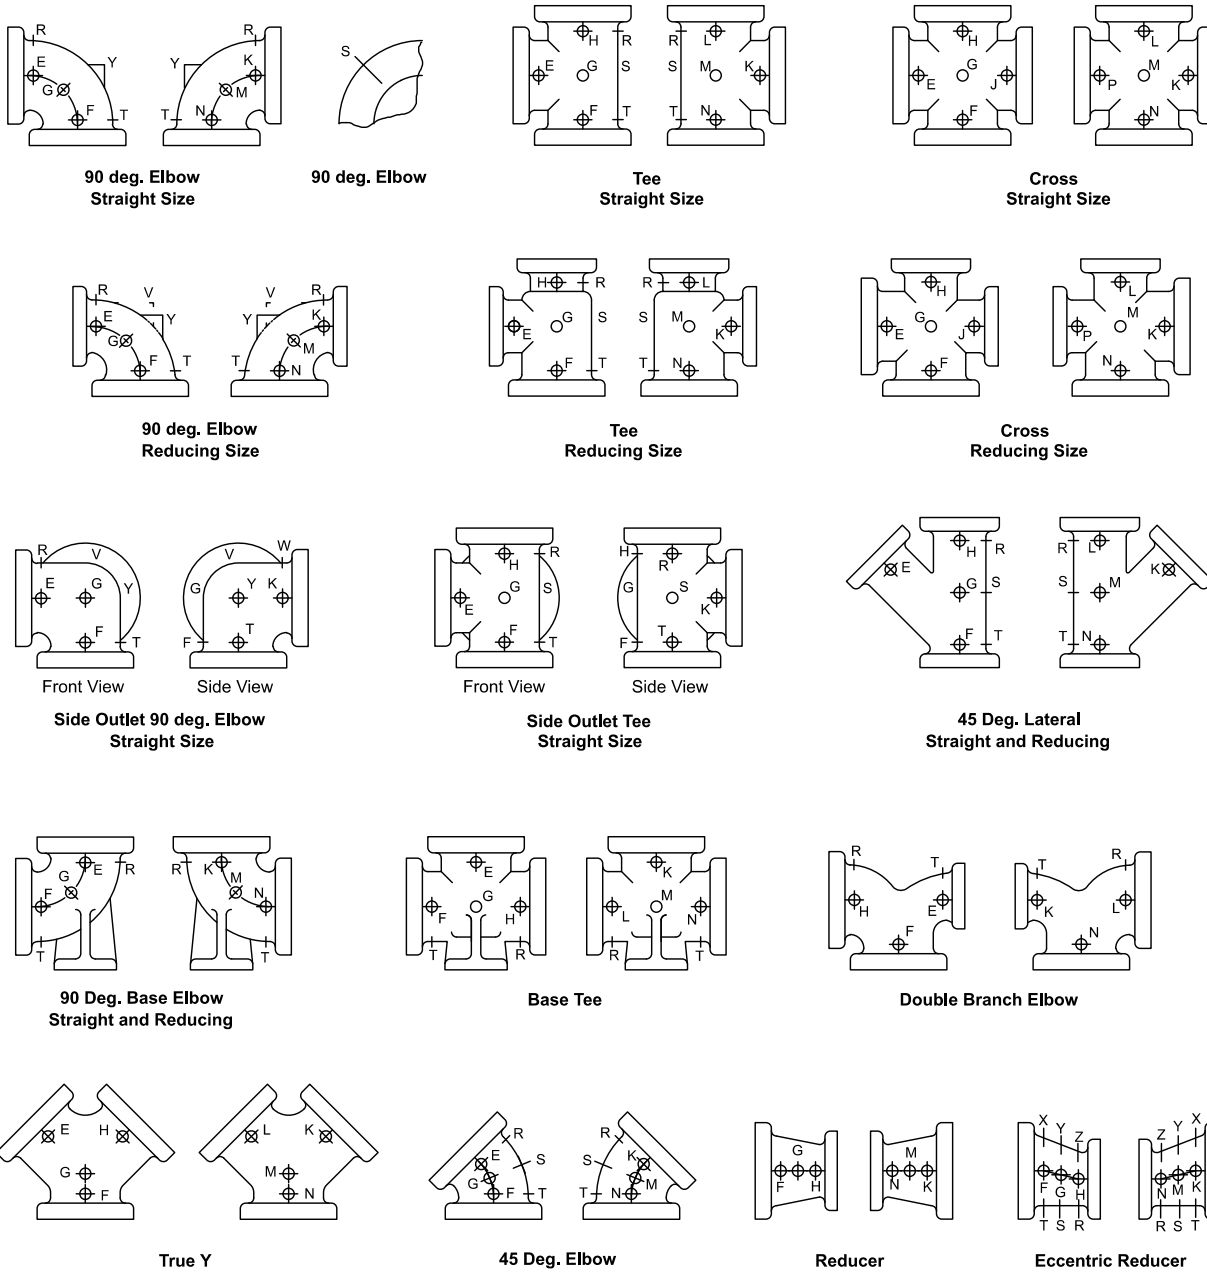 R R S H R R L H L
E Y Y K E G S S M K E G J P M K
G F T T N M F T T N F N
90 deg. Elbow 90 deg. Elbow Tee Cross
Straight Size Straight Size Straight Size
R V V R H R R L H L
E Y Y K E G S S M K E G J P M K
G F T T N M F T T N F N
90 deg. Elbow Tee Cross
Reducing Size Reducing Size Reducing Size
R V V W H R H R E H R R L K
E G Y G Y K E G S G S K G S S M
F T F T F T F T F T T N
Front View Side View Front View Side View
Side Outlet 90 deg. Elbow Side Outlet Tee 45 Deg. Lateral
Straight Size Straight Size Straight and Reducing
E R R K E K R T T R
G F M N F G H L M N H E K L
T T T R R T F N
90 Deg. Base Elbow Base Tee Double Branch Elbow
Straight and Reducing
E H L K R R X Y Z Z Y X
G M E S S K G M
F N G F T T N M F H N K F G H N M K
T S R R S T
True Y 45 Deg. Elbow Reducer Eccentric Reducer